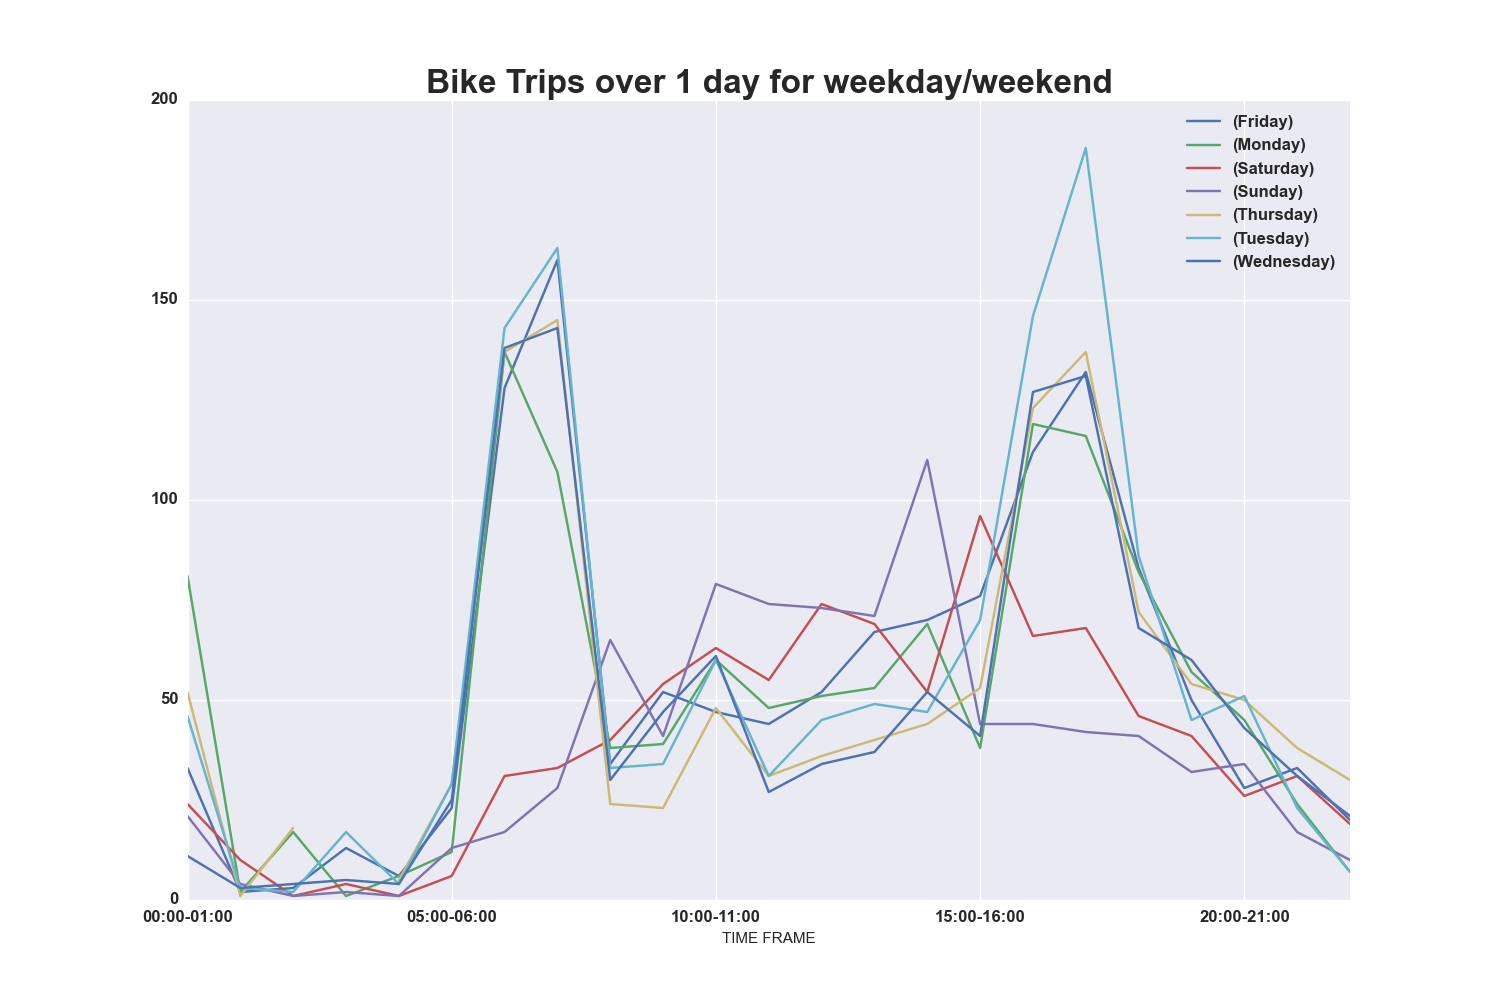 Bike Trips over 1 day for weekday/weekend
200
150
100
50
0
(Friday)
(Monday)
(Saturday)
(Sunday)
(Thursday)
(Tuesday)
(Wednesday)
00:00-01:00 05:00-06:00 10:00-11:00 15:00-16:00 20:00-21:00
TIME FRAME